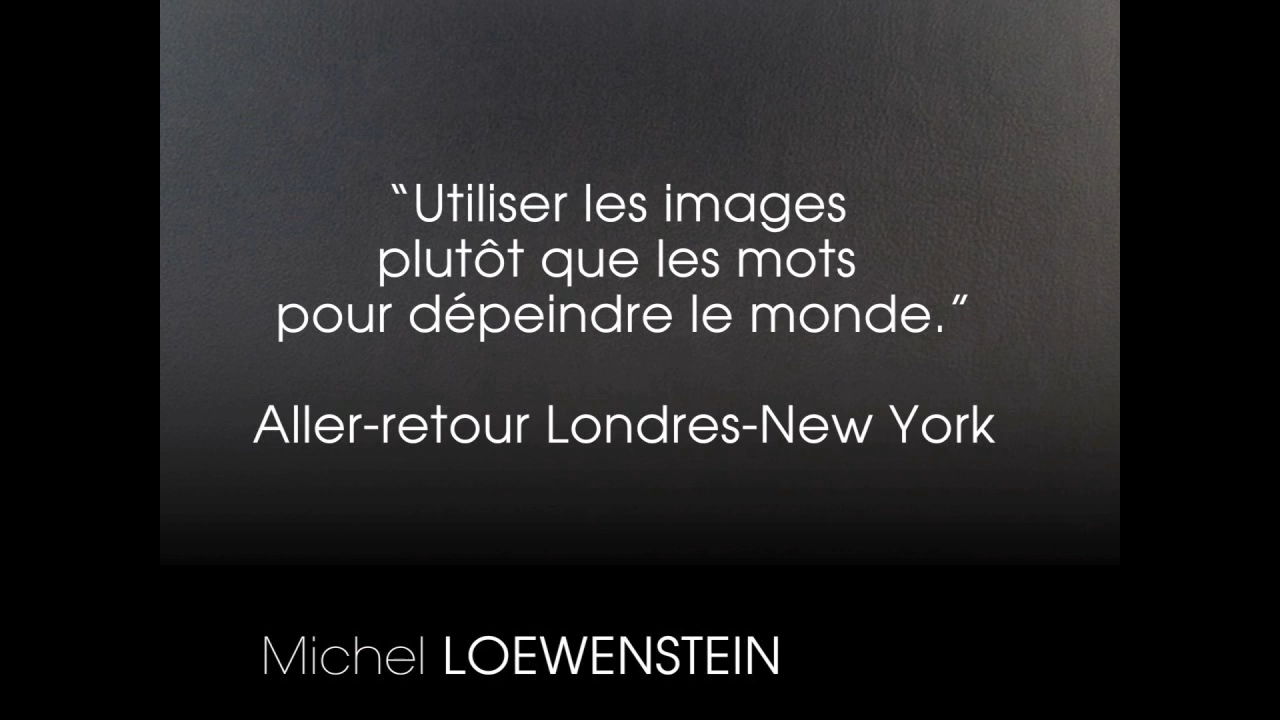 “Utiliser les images
plutôt que les mots
pour dépeindre le monde.”
Aller-retour Londres-New York
Michel LOEWENSTEIN